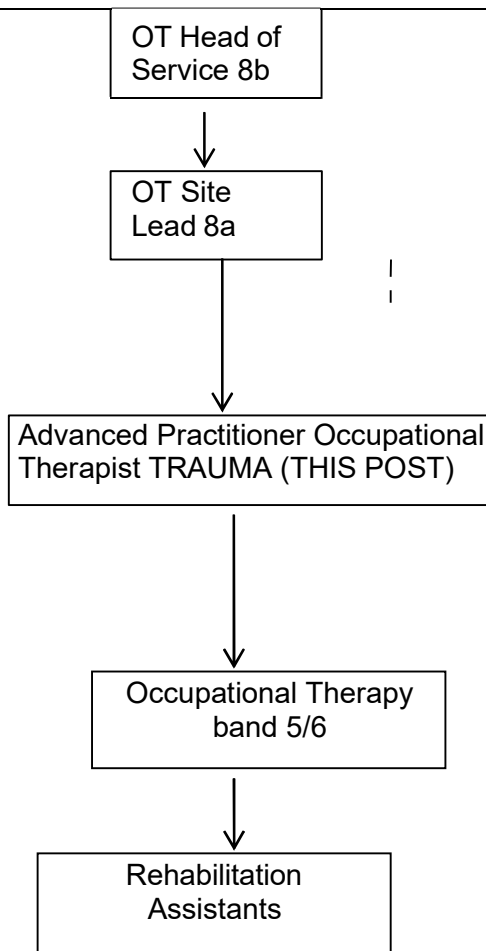 OT Head of
Service 8b
OT Site
Lead 8a
Advanced Practitioner Occupational
Therapist TRAUMA (THIS POST)
Occupational Therapy
band 5/6
Rehabilitation
Assistants